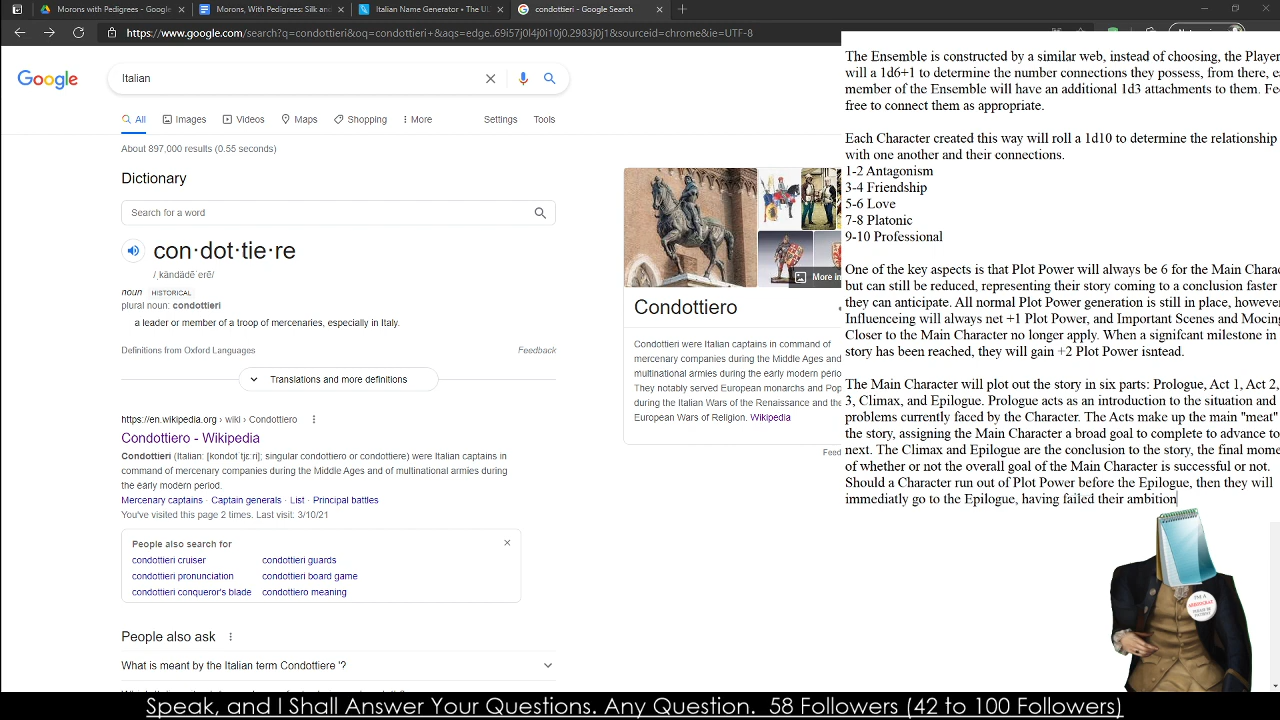 Morons with Pedigrees - Google
Morons, With Pedigrees: Silk and
Italian Name Generator • The UL
condottieri - Google Search
https://www.google.com/search?q=condottieri&oq=condottieri+&aqs=edge..69i57j0l4j0i10j0.2983j0j1&sourceid=chrome&ie=UTF-8
Google
Italian
All
Images
Videos
Maps
Shopping
More
Settings
Tools
About 897,000 results (0.55 seconds)
Dictionary
Search for a word
con·dot·tie·re
/ˌkändədēˈerē/
noun HISTORICAL
plural noun: condottieri
a leader or member of a troop of mercenaries, especially in Italy.
Definitions from Oxford Languages
Feedback
Translations and more definitions
https://en.wikipedia.org › wiki › Condottiero
Condottiero - Wikipedia
Condottieri (Italian: [kondotˈtjɛːri]; singular condottiero or condottiere) were Italian captains in
command of mercenary companies during the Middle Ages and of multinational armies during
the early modern period.
Mercenary captains · Captain generals · List · Principal battles
You've visited this page 2 times. Last visit: 3/10/21
People also search for
condottieri cruiser
condottieri guards
condottieri pronunciation
condottieri board game
condottieri conqueror's blade
condottiero meaning
People also ask
What is meant by the Italian term Condottiere '?
More in
Condottiero
Condottieri were Italian captains in
command of mercenary companies
during the Middle Ages and
multinational armies during the early modern period.
They notably served European monarchs and Pop
during the Italian Wars of the Renaissance and the
European Wars of Religion. Wikipedia
Feed
The Ensemble is constructed by a similar web, instead of choosing, the Player
will a 1d6+1 to determine the number connections they possess, from there, e
member of the Ensemble will have an additional 1d3 attachments to them. Fe
free to connect them as appropriate.
Each Character created this way will roll a 1d10 to determine the relationship
with one another and their connections.
1-2 Antagonism
3-4 Friendship
5-6 Love
7-8 Platonic
9-10 Professional
One of the key aspects is that Plot Power will always be 6 for the Main Charac
but can still be reduced, representing their story coming to a conclusion faster
they can anticipate. All normal Plot Power generation is still in place, howeve
Influenceing will always net +1 Plot Power, and Important Scenes and Mocing
Closer to the Main Character no longer apply. When a signifcant milestone in
story has been reached, they will gain +2 Plot Power isntead.
The Main Character will plot out the story in six parts: Prologue, Act 1, Act 2,
3, Climax, and Epilogue. Prologue acts as an introduction to the situation and
problems currently faced by the Character. The Acts make up the main "meat"
the story, assigning the Main Character a broad goal to complete to advance to
next. The Climax and Epilogue are the conclusion to the story, the final mome
of whether or not the overall goal of the Main Character is successful or not.
Should a Character run out of Plot Power before the Epilogue, then they will
immediatly go to the Epilogue, having failed their ambition
I'M A
ARISTOCRAT
PLEASE BE
PATIENT
Speak, and I Shall Answer Your Questions. Any Question. 58 Followers (42 to 100 Followers)